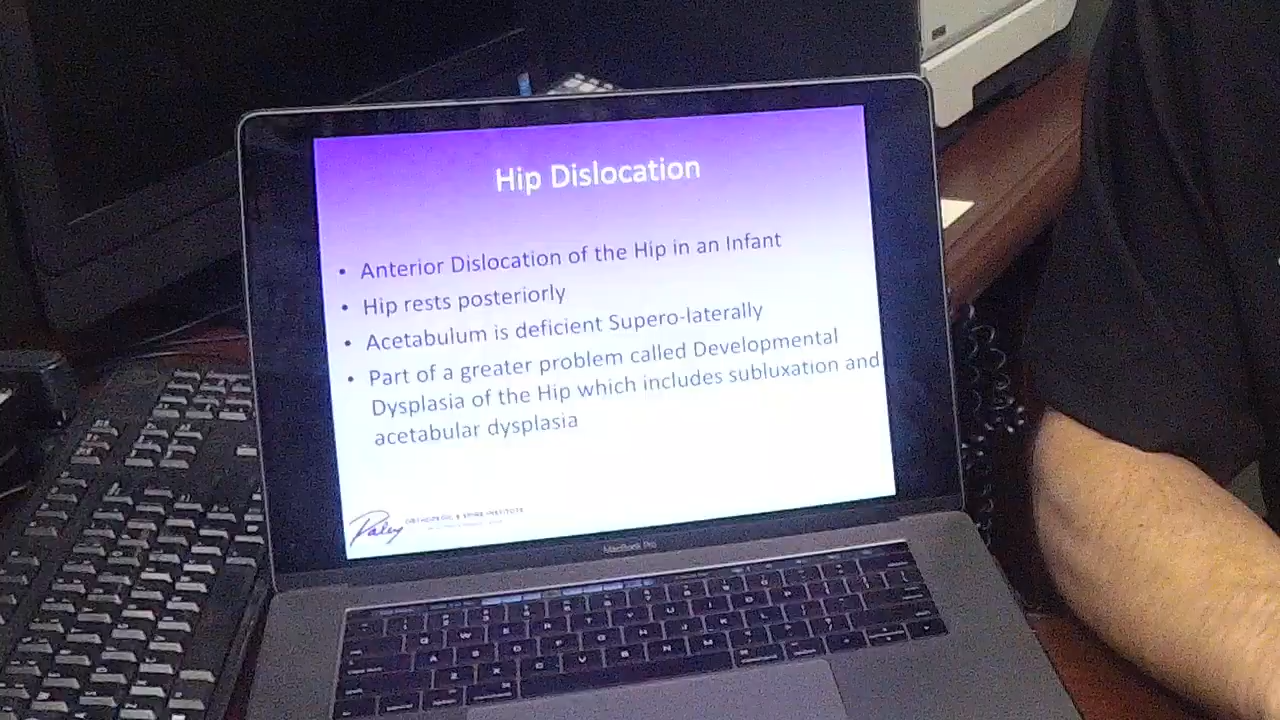 Hip Dislocation
• Anterior Dislocation of the Hip in an Infant
• Hip rests posteriorly
• Acetabulum is deficient Supero-laterally
• Part of a greater problem called Developmental
Dysplasia of the Hip which includes subluxation and
acetabular dysplasia
Paley ORTHOPEDIC & SPINE INSTITUTE
MacBook Pro